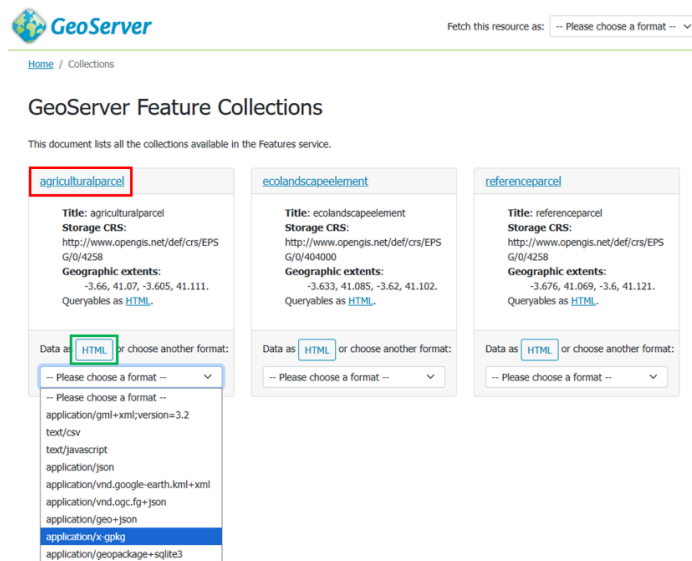 GeoServer
Fetch this resource as: -- Please choose a format --
Home / Collections
GeoServer Feature Collections
This document lists all the collections available in the Features service.
agriculturalparcel
Title: agriculturalparcel
Storage CRS:
http://www.opengis.net/def/crs/EPS
G/0/4258
Geographic extents:
-3.66, 41.07, -3.605, 41.111.
Queryables as HTML.
Data as HTML or choose another format:
-- Please choose a format --
-- Please choose a format --
application/gml+xml;version=3.2
text/csv
text/javascript
application/json
application/vnd.google-earth.kml+xml
application/vnd.ogc.fg+json
application/geo+json
application/x-gpkg
application/geopackage+sqlite3
ecolandscapeelement
Title: ecolandscapeelement
Storage CRS:
http://www.opengis.net/def/crs/EPS
G/0/404000
Geographic extents:
-3.633, 41.085, -3.62, 41.102.
Queryables as HTML.
Data as HTML or choose another format:
-- Please choose a format --
referenceparcel
Title: referenceparcel
Storage CRS:
http://www.opengis.net/def/crs/EPS
G/0/4258
Geographic extents:
-3.676, 41.069, -3.6, 41.121.
Queryables as HTML.
Data as HTML or choose another format:
-- Please choose a format --